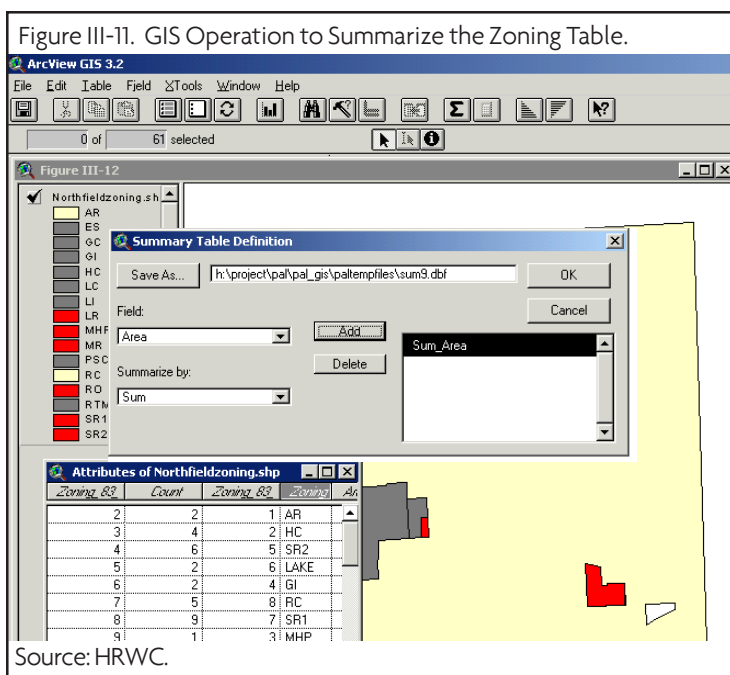 Figure III-11. GIS Operation to Summarize the Zoning Table.
ArcView GIS 3.2
File Edit Table Field XTools Window Help
0 of 61 selected
Figure III-12
Northfieldzoning.sh
AR
ES
GC
GI
HC
LC
LI
LR
MHP
MR
PSC
RC
RO
RTM
SR1
SR2
Summary Table Definition
Save As... h:\project\pal\pal_gis\paltempfiles\sum9.dbf OK
Cancel
Field:
Area Add Sum_Area
Delete
Summarize by:
Sum
Attributes of Northfieldzoning.shp
Zoning_83_ Count Zoning_83_ Zoning Ar
2 2 1 AR
3 4 2 HC
4 6 5 SR2
5 2 6 LAKE
6 2 4 GI
7 5 8 RC
8 9 7 SR1
9 1 3 MHP
Source: HRWC.